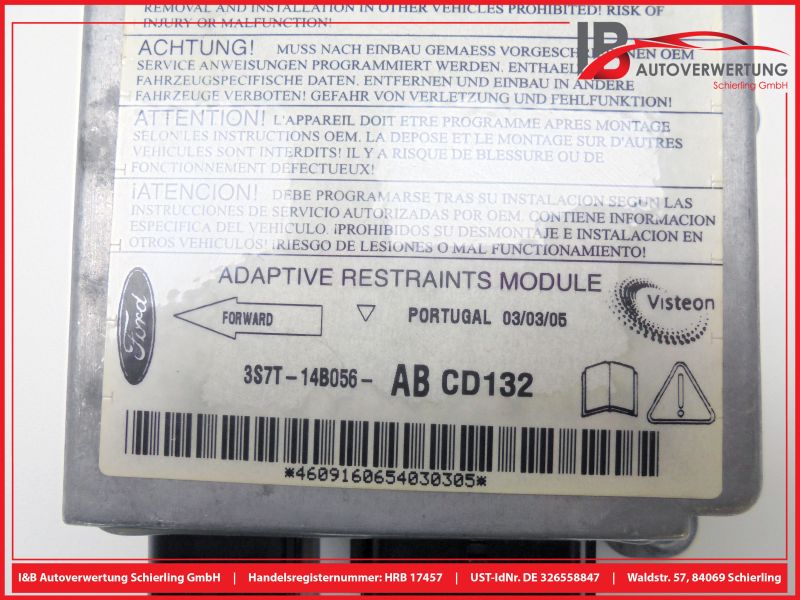 REMOVAL AND INSTALLATION IN OTHER VEHICLES PROHIBITED! RISK OF
INJURY OR MALFUNCTION!
ACHTUNG! MUSS NACH EINBAU GEMAESS VORGESCHR OEM
SERVICE ANWEISUNGEN PROGRAMMIERT WERDEN.
FAHRZEUGSPEZIFISCHE DATEN. ENTFERNEN UND EINBAU IN ANDERE
FAHRZEUGE VERBOTEN! GEFAHR VON VERLETZUNG UND FEHLFUNKTION!
ATTENTION! L'APPAREIL DOIT ETRE PROGRAMME APRES MONTAGE
SELON LES INSTRUCTIONS OEM. LA DEPOSE ET LE MONTAGE SUR D'AUTRES
VEHICULES SONT INTERDITS! IL Y A RISQUE DE BLESSURE OU DE
FONCTIONNEMENT DEFECTUEUX!
¡ATENCION! DEBE PROGRAMARSE TRAS SU INSTALACION SEGUN LAS
INSTRUCCIONES DE SERVICIO AUTORIZADAS POR OEM. CONTIENE INFORMACION
ESPECIFICA DEL VEHICULO. ¡PROHIBIDOS SU DESMONTAJE E INSTALACION EN
OTROS VEHICULOS! ¡RIESGO DE LESIONES O MAL FUNCIONAMIENTO!
ADAPTIVE RESTRAINTS MODULE
Ford
FORWARD
PORTUGAL 03/03/05
Visteon
3S7T-14B056- AB CD132
*4609160654030305*
I&B
AUTOVERWERTUNG
Schierling GmbH
I&B Autoverwertung Schierling GmbH | Handelsregisternummer: HRB 17457 | UST-IdNr. DE 326558847 | Waldstr. 57, 84069 Schierling